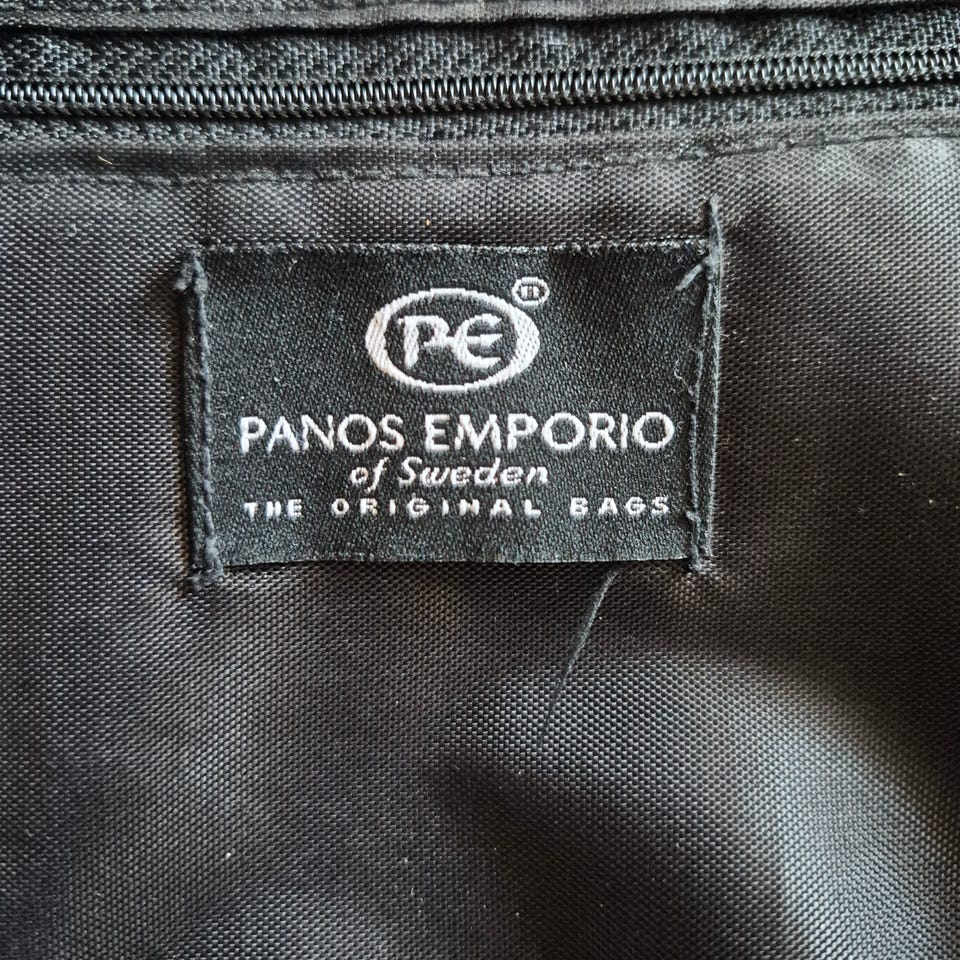 PE ®
PANOS EMPORIO
of Sweden
THE ORIGINAL BAGS